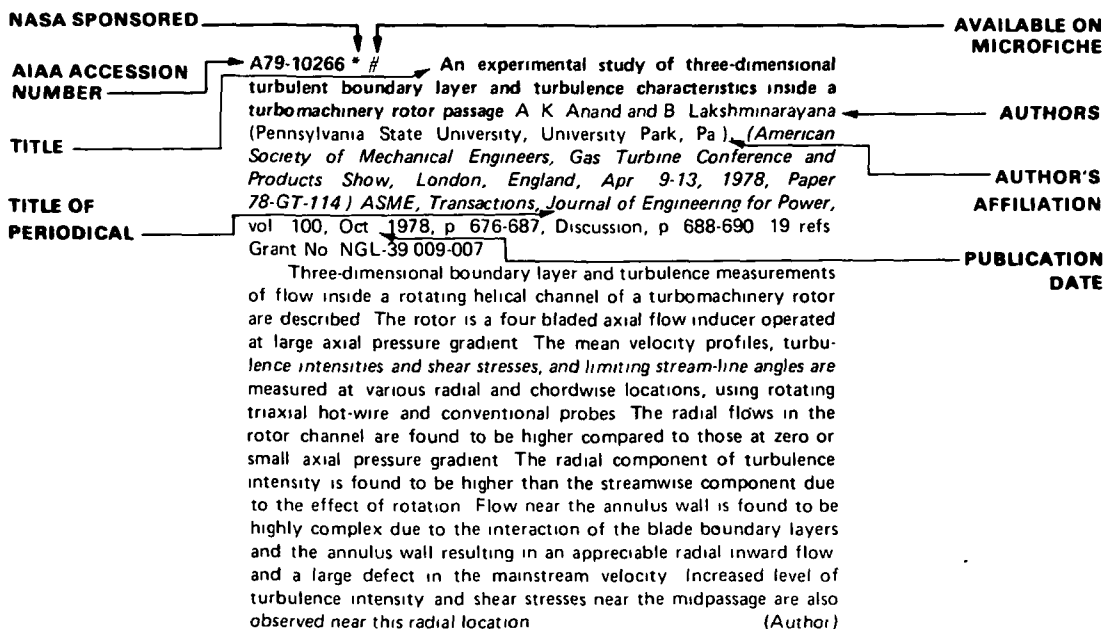 NASA SPONSORED
AVAILABLE ON
MICROFICHE
AIAA ACCESSION
NUMBER
TITLE
TITLE OF
PERIODICAL
AUTHORS
AUTHOR'S
AFFILIATION
PUBLICATION
DATE
A79-10266 * # An experimental study of three-dimensional
turbulent boundary layer and turbulence characteristics inside a
turbomachinery rotor passage A K Anand and B Lakshminarayana
(Pennsylvania State University, University Park, Pa ), (American
Society of Mechanical Engineers, Gas Turbine Conference and
Products Show, London, England, Apr 9-13, 1978, Paper
78-GT-114 ) ASME, Transactions, Journal of Engineering for Power,
vol 100, Oct 1978, p 676-687, Discussion, p 688-690 19 refs
Grant No NGL-39 009-007
Three-dimensional boundary layer and turbulence measurements
of flow inside a rotating helical channel of a turbomachinery rotor
are described The rotor is a four bladed axial flow inducer operated
at large axial pressure gradient The mean velocity profiles, turbu-
lence intensities and shear stresses, and limiting stream-line angles are
measured at various radial and chordwise locations, using rotating
triaxial hot-wire and conventional probes The radial flows in the
rotor channel are found to be higher compared to those at zero or
small axial pressure gradient The radial component of turbulence
intensity is found to be higher than the streamwise component due
to the effect of rotation Flow near the annulus wall is found to be
highly complex due to the interaction of the blade boundary layers
and the annulus wall resulting in an appreciable radial inward flow
and a large defect in the mainstream velocity Increased level of
turbulence intensity and shear stresses near the midpassage are also
observed near this radial location (Author)